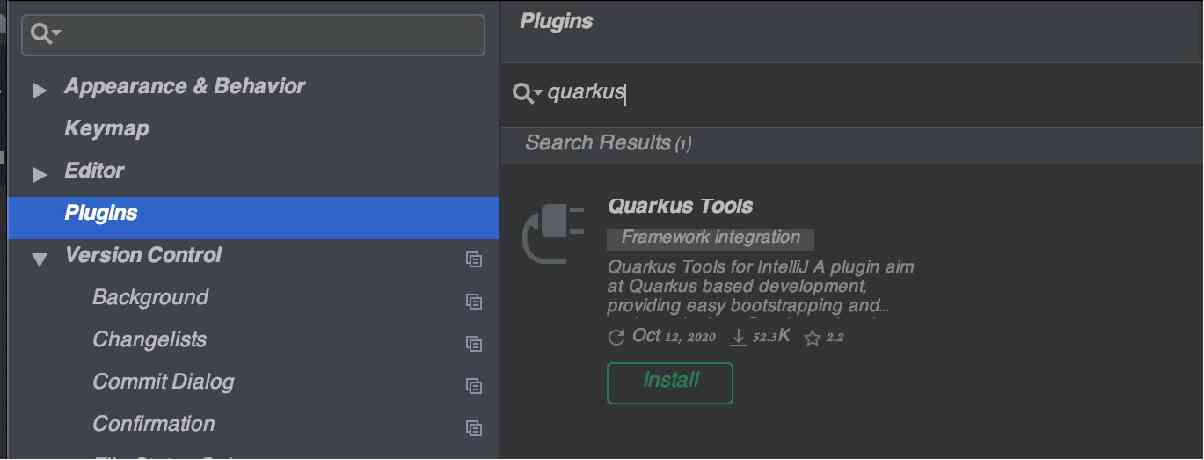 Appearance & Behavior
Keymap
Editor
Plugins
Version Control
Background
Changelists
Commit Dialog
Confirmation
Plugins
quarkus
Search Results (1)
Quarkus Tools
Framework integration
Quarkus Tools for IntelliJ A plugin aim
at Quarkus based development,
providing easy bootstrapping and...
Oct 12, 2020 52.3K 2.2
Install